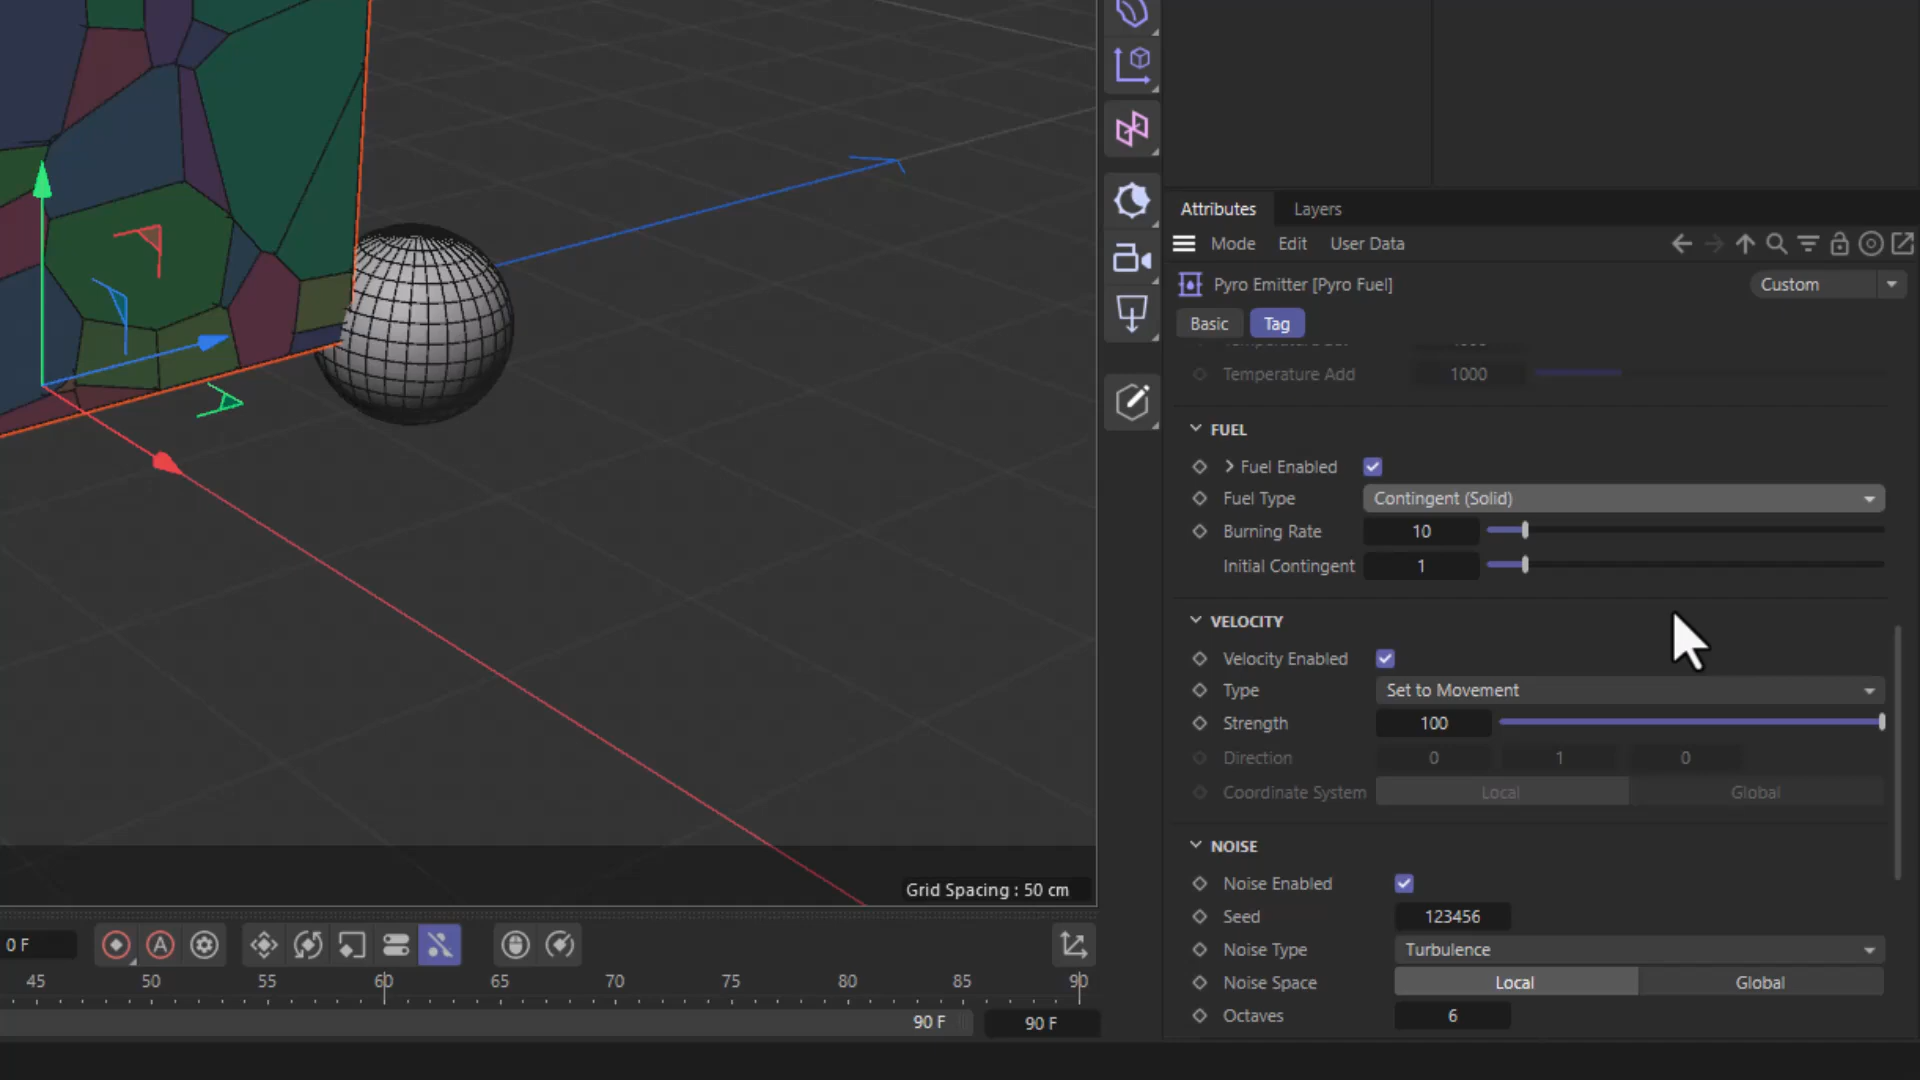 Attributes Layers
Mode Edit User Data
Pyro Emitter [Pyro Fuel] Custom
Basic Tag
Temperature Add 1000
FUEL
Fuel Enabled
Fuel Type Contingent (Solid)
Burning Rate 10
Initial Contingent 1
VELOCITY
Velocity Enabled
Type Set to Movement
Strength 100
Direction 0 1 0
Coordinate System Local Global
NOISE
Noise Enabled
Seed 123456
Noise Type Turbulence
Noise Space Local Global
Octaves 6
Grid Spacing : 50 cm
0 F A
45 50 55 60 65 70 75 80 85 90
90 F 90 F